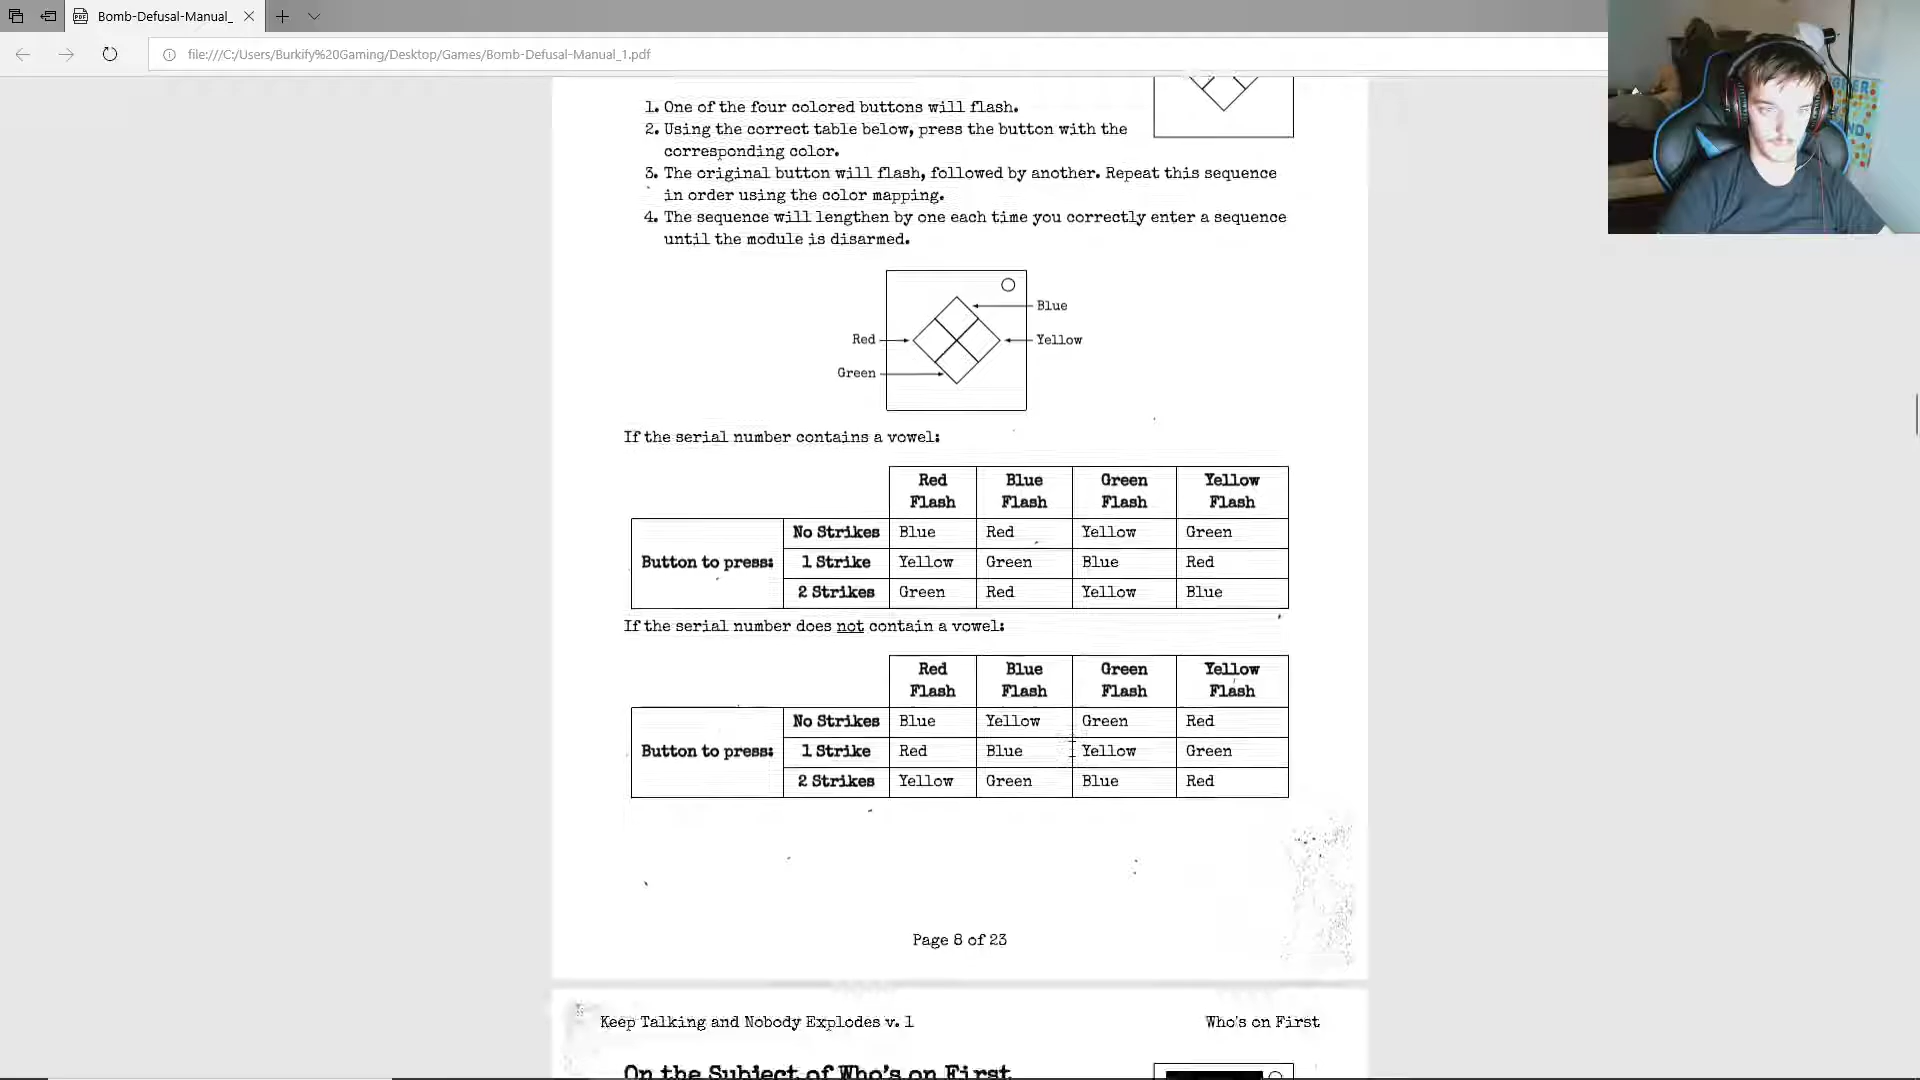 Bomb-Defusal-Manual_
file:///C:/Users/Burkify%20Gaming/Desktop/Games/Bomb-Defusal-Manual_1.pdf
1. One of the four colored buttons will flash.
2. Using the correct table below, press the button with the
corresponding color.
3. The original button will flash, followed by another. Repeat this sequence
in order using the color mapping.
4. The sequence will lengthen by one each time you correctly enter a sequence
until the module is disarmed.
Blue
Red
Yellow
Green
If the serial number contains a vowel:
Red Flash Blue Flash Green Flash Yellow Flash
No Strikes Blue Red Yellow Green
Button to press: 1 Strike Yellow Green Blue Red
2 Strikes Green Red Yellow Blue
If the serial number does not contain a vowel:
Red Flash Blue Flash Green Flash Yellow Flash
No Strikes Blue Yellow Green Red
Button to press: 1 Strike Red Blue Yellow Green
2 Strikes Yellow Green Blue Red
Page 8 of 23
Keep Talking and Nobody Explodes v. 1 Who's on First
On the Subject of Who's on First